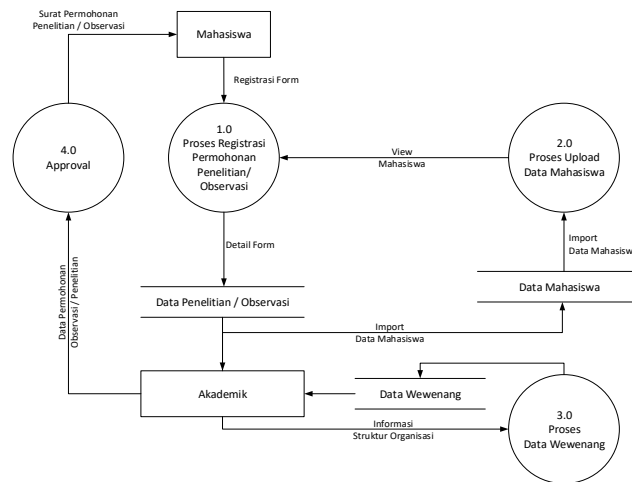 Surat Permohonan
Penelitian / Observasi
Mahasiswa
Registrasi Form
1.0
Proses Registrasi
Permohonan
Penelitian/
Observasi
4.0
Approval
View
Mahasiswa
2.0
Proses Upload
Data Mahasiswa
Detail Form
Import
Data Mahasiswa
Data Penelitian / Observasi
Data Mahasiswa
Data Permohonan
Observasi / Penelitian
Import
Data Mahasiswa
Akademik
Data Wewenang
Informasi
Struktur Organisasi
3.0
Proses
Data Wewenang